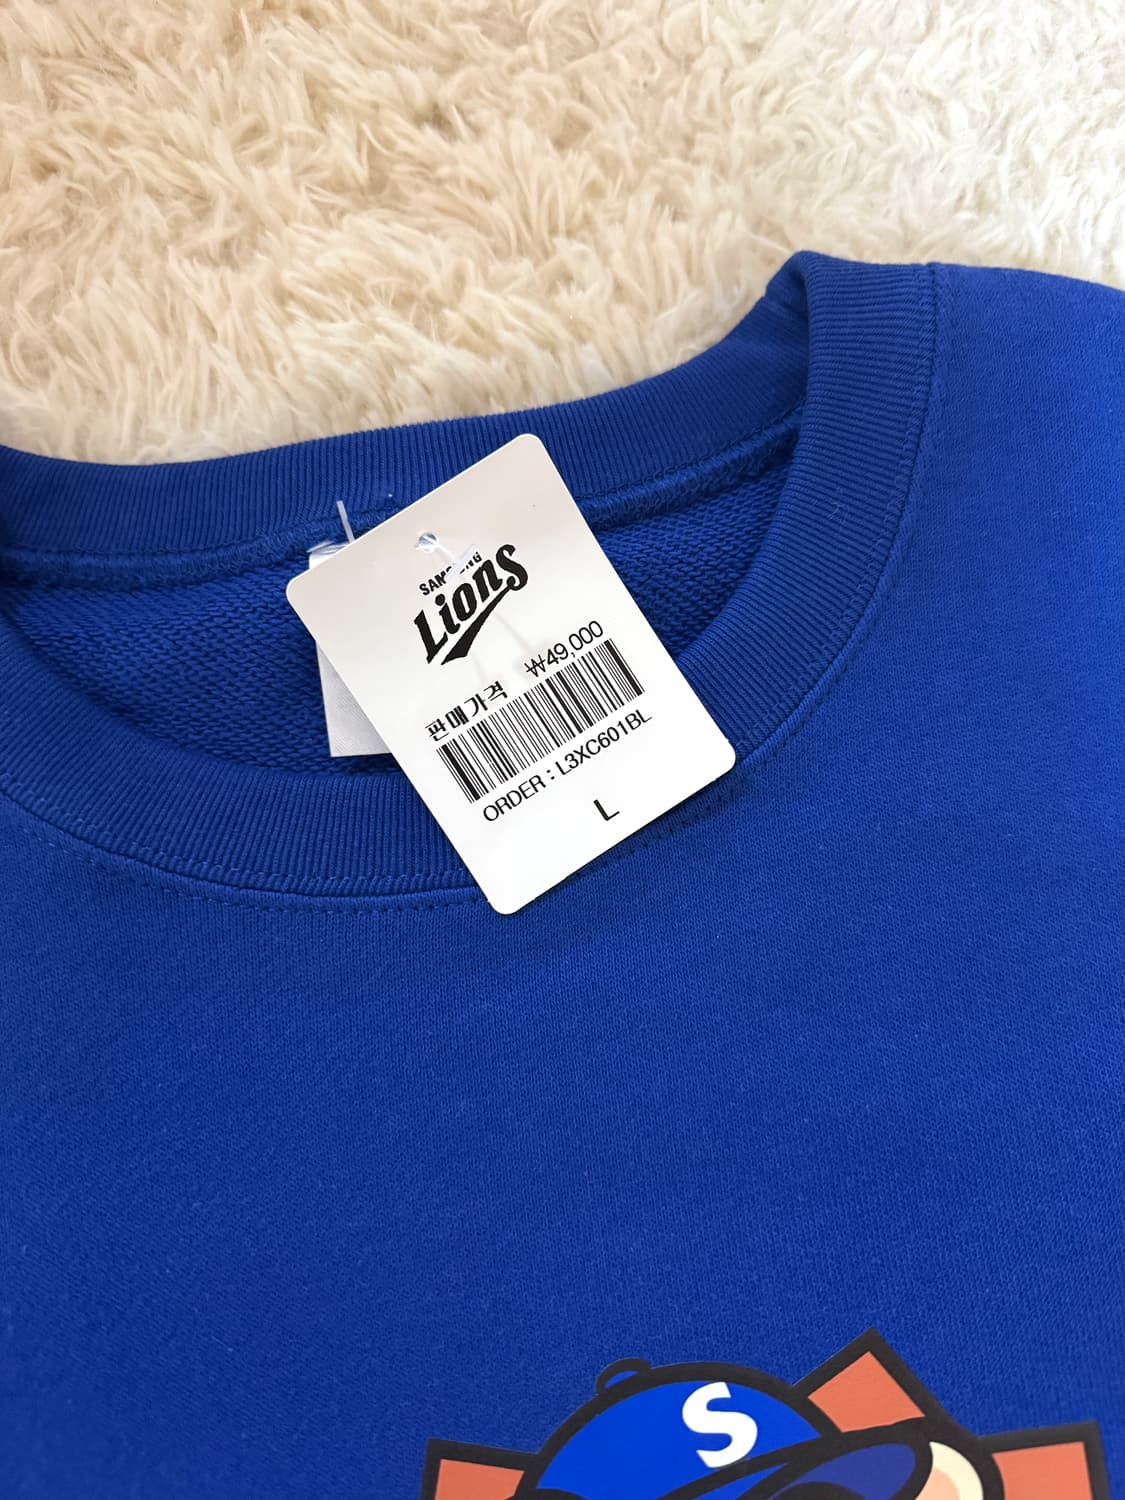 SAMSUNG
Lions
판매가격 ₩49,000
ORDER : L3XC601BL
L
S